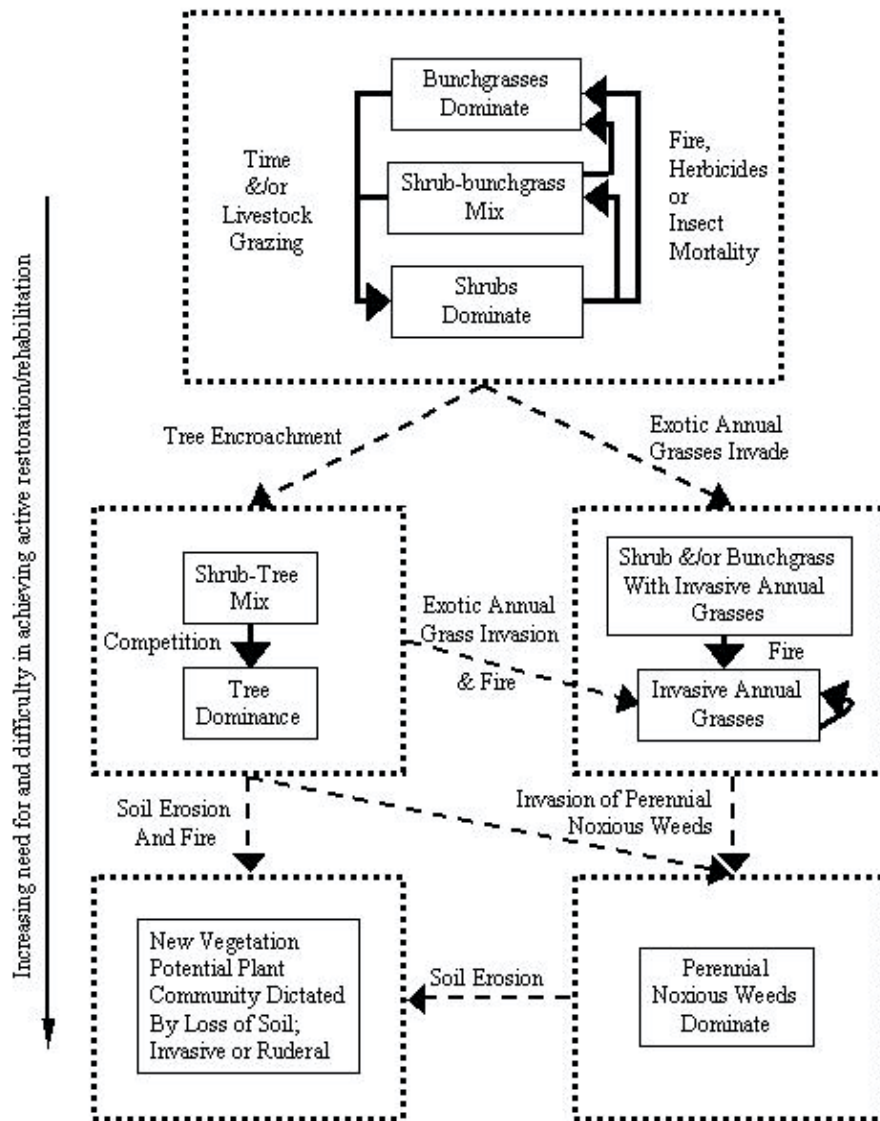 Bunchgrasses
Dominate
Time
&/or
Livestock
Grazing
Shrub-bunchgrass
Mix
Fire,
Herbicides
or
Insect
Mortality
Shrubs
Dominate
Increasing need for and difficulty in achieving active restoration/rehabilitation
Tree Encroachment
Exotic Annual
Grasses Invade
Shrub-Tree
Mix
Competition
Tree
Dominance
Exotic Annual
Grass Invasion
& Fire
Shrub &/or Bunchgrass
With Invasive Annual
Grasses
Fire
Invasive Annual
Grasses
Soil Erosion
And Fire
Invasion of Perennial
Noxious Weeds
New Vegetation
Potential Plant
Community Dictated
By Loss of Soil;
Invasive or Ruderal
Soil Erosion
Perennial
Noxious Weeds
Dominate